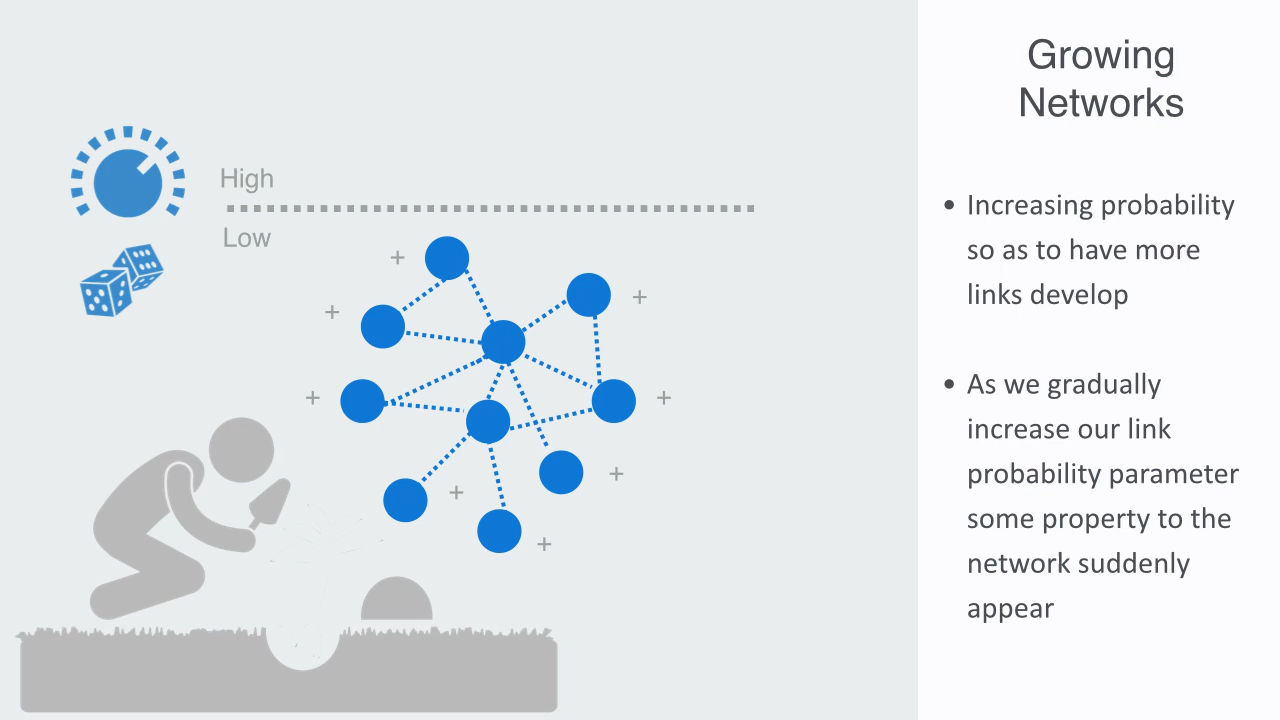 Growing
Networks
High
Low
• Increasing probability
so as to have more
links develop
• As we gradually
increase our link
probability parameter
some property to the
network suddenly
appear
+
+
+
+
+
+
+
+